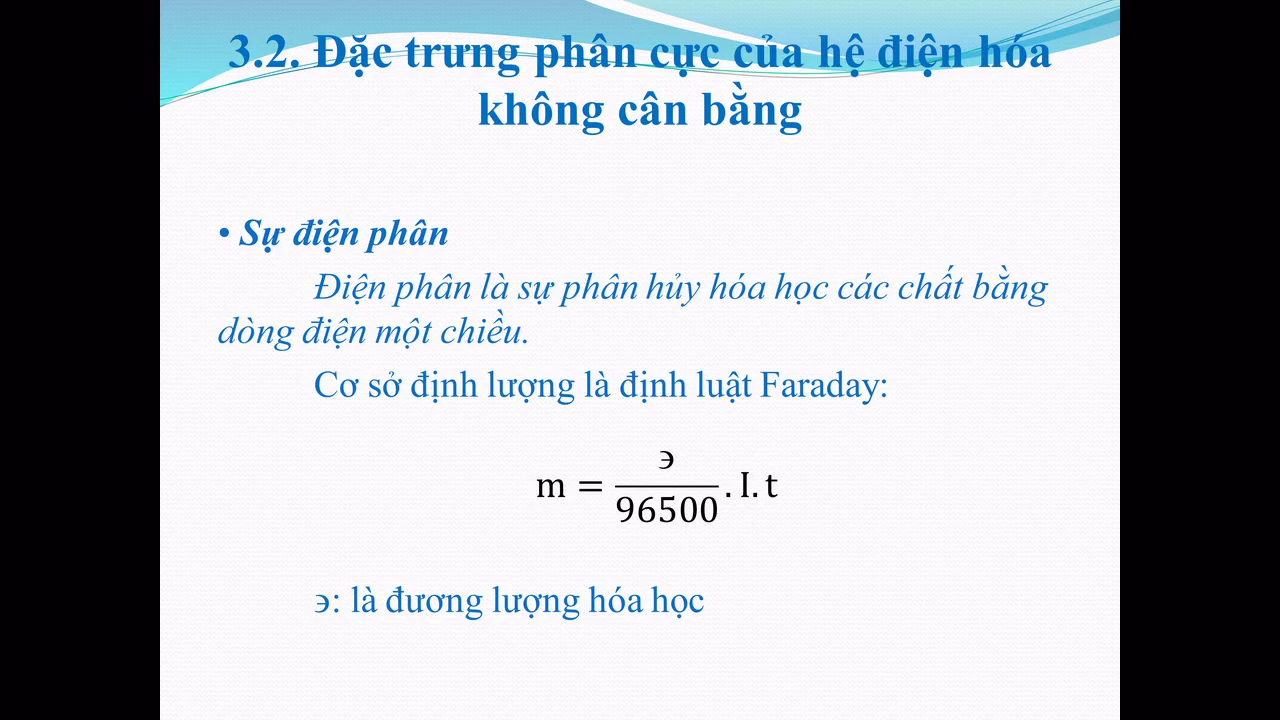 3.2. Đặc trưng phân cực của hệ điện hóa
không cân bằng
• Sự điện phân
Điện phân là sự phân hủy hóa học các chất bằng
dòng điện một chiều.
Cơ sở định lượng là định luật Faraday:
m = э/96500 . I. t
э: là đương lượng hóa học